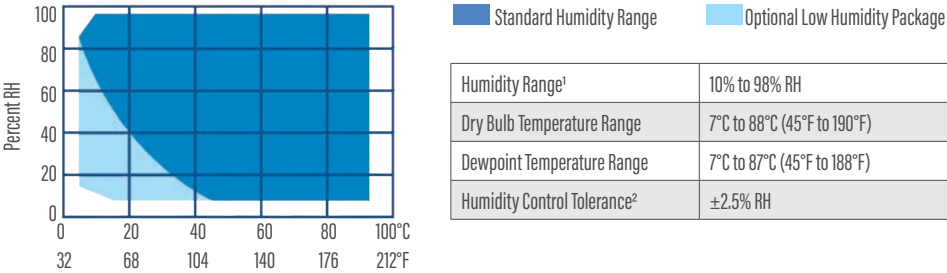 100
80
60
40
20
0
Percent RH
0 20 40 60 80 100°C
32 68 104 140 176 212°F
Standard Humidity Range
Optional Low Humidity Package
Humidity Range¹ 10% to 98% RH
Dry Bulb Temperature Range 7°C to 88°C (45°F to 190°F)
Dewpoint Temperature Range 7°C to 87°C (45°F to 188°F)
Humidity Control Tolerance² ±2.5% RH